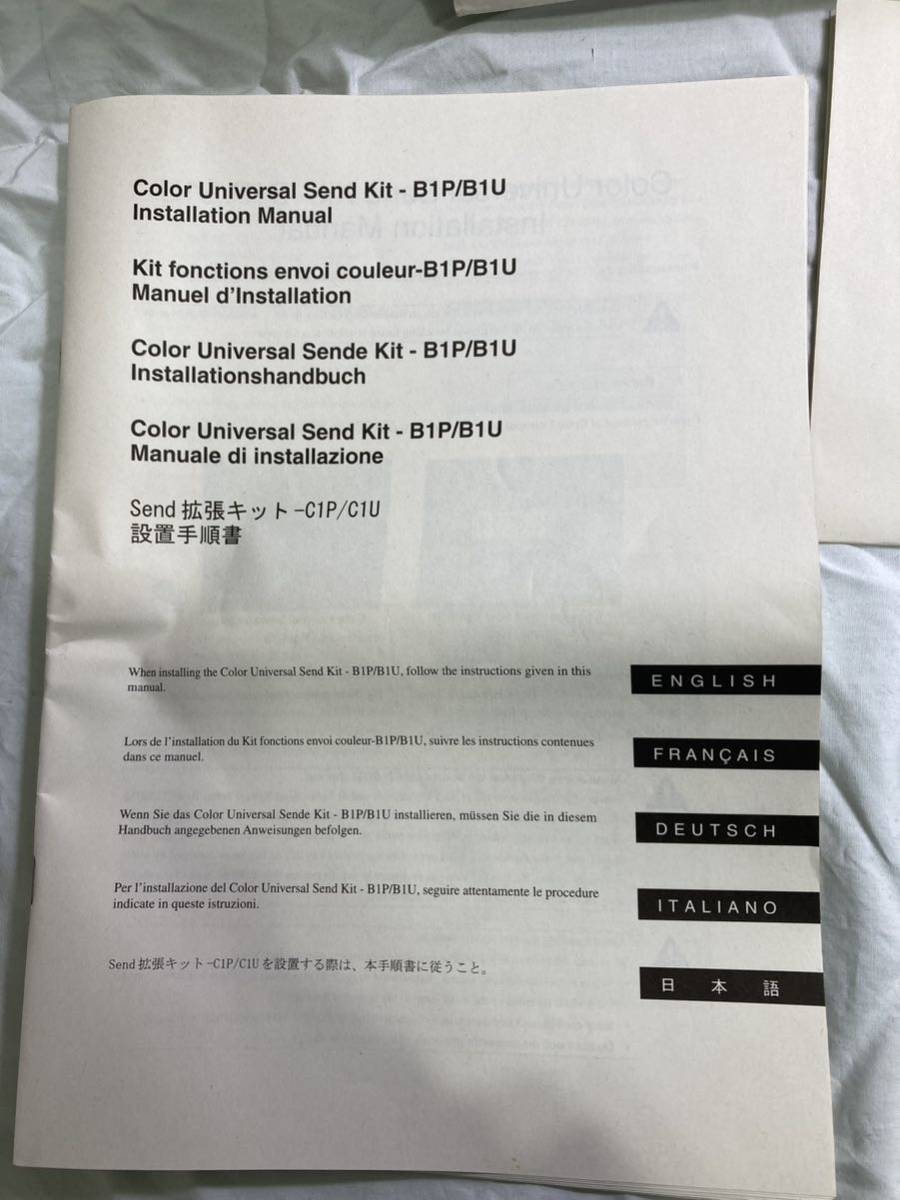 Color Universal Send Kit - B1P/B1U
Installation Manual
Kit fonctions envoi couleur-B1P/B1U
Manuel d'Installation
Color Universal Sende Kit - B1P/B1U
Installationshandbuch
Color Universal Send Kit - B1P/B1U
Manuale di installazione
Send 拡張キット-C1P/C1U
設置手順書
When installing the Color Universal Send Kit - B1P/B1U, follow the instructions given in this
manual.
ENGLISH
Lors de l'installation du Kit fonctions envoi couleur-B1P/B1U, suivre les instructions contenues
dans ce manuel.
FRANÇAIS
Wenn Sie das Color Universal Sende Kit - B1P/B1U installieren, müssen Sie die in diesem
Handbuch angegebenen Anweisungen befolgen.
DEUTSCH
Per l'installazione del Color Universal Send Kit - B1P/B1U, seguire attentamente le procedure
indicate in queste istruzioni.
ITALIANO
Send 拡張キット-C1P/C1U を設置する際は、本手順書に従うこと。
日本語